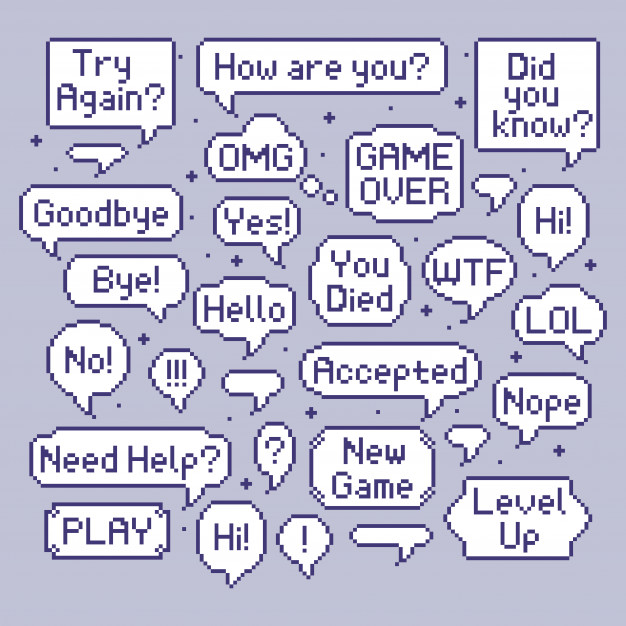 Try
Again?
How are you?
Did
you
know?
OMG
GAME
OVER
Goodbye
Yes!
Hi!
Bye!
Hello
You
Died
WTF
LOL
No!
!!!
Accepted
Nope
Need Help?
?
New
Game
PLAY
Hi!
!
Level
Up